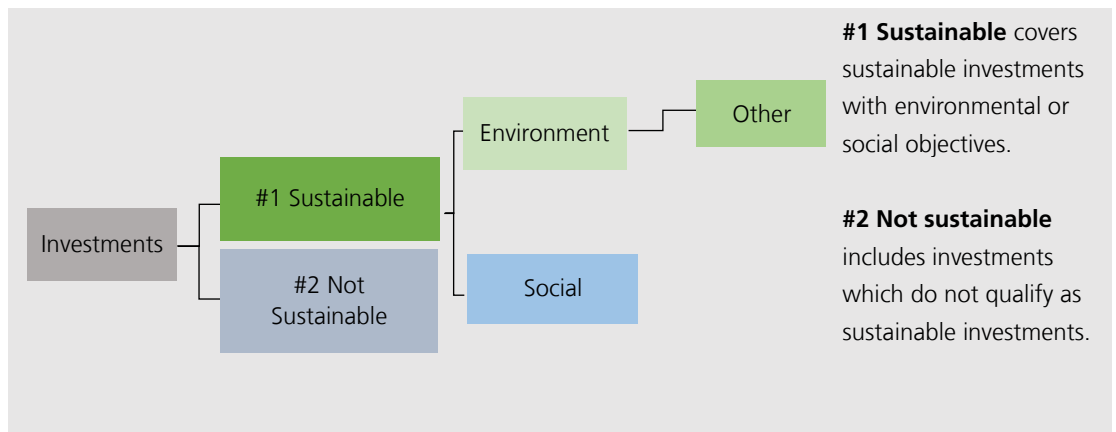 Investments
#1 Sustainable
#2 Not
Sustainable
Environment
Social
Other
#1 Sustainable covers
sustainable investments
with environmental or
social objectives.
#2 Not sustainable
includes investments
which do not qualify as
sustainable investments.